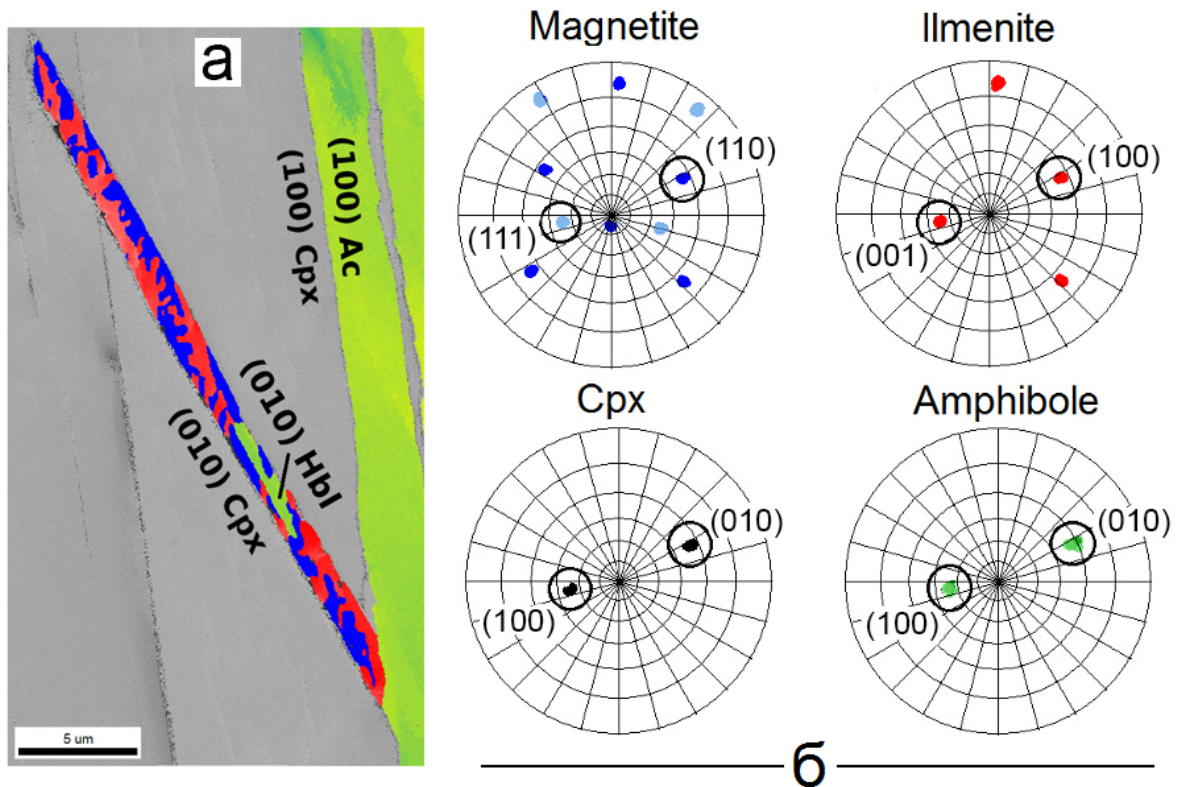 а
(100) Ac
(100) Cpx
(010) Hbl
(010) Cpx
5 um
Magnetite
(110)
(111)
Ilmenite
(100)
(001)
Cpx
(010)
(100)
Amphibole
(010)
(100)
б